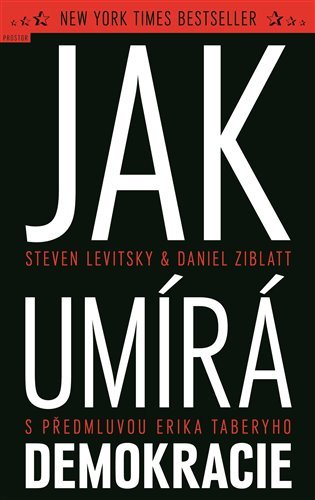 NEW YORK TIMES BESTSELLER
PROSTOR
JAK
STEVEN LEVITSKY & DANIEL ZIBLATT
UMÍRÁ
S PŘEDMLUVOU ERIKA TABERYHO
DEMOKRACIE